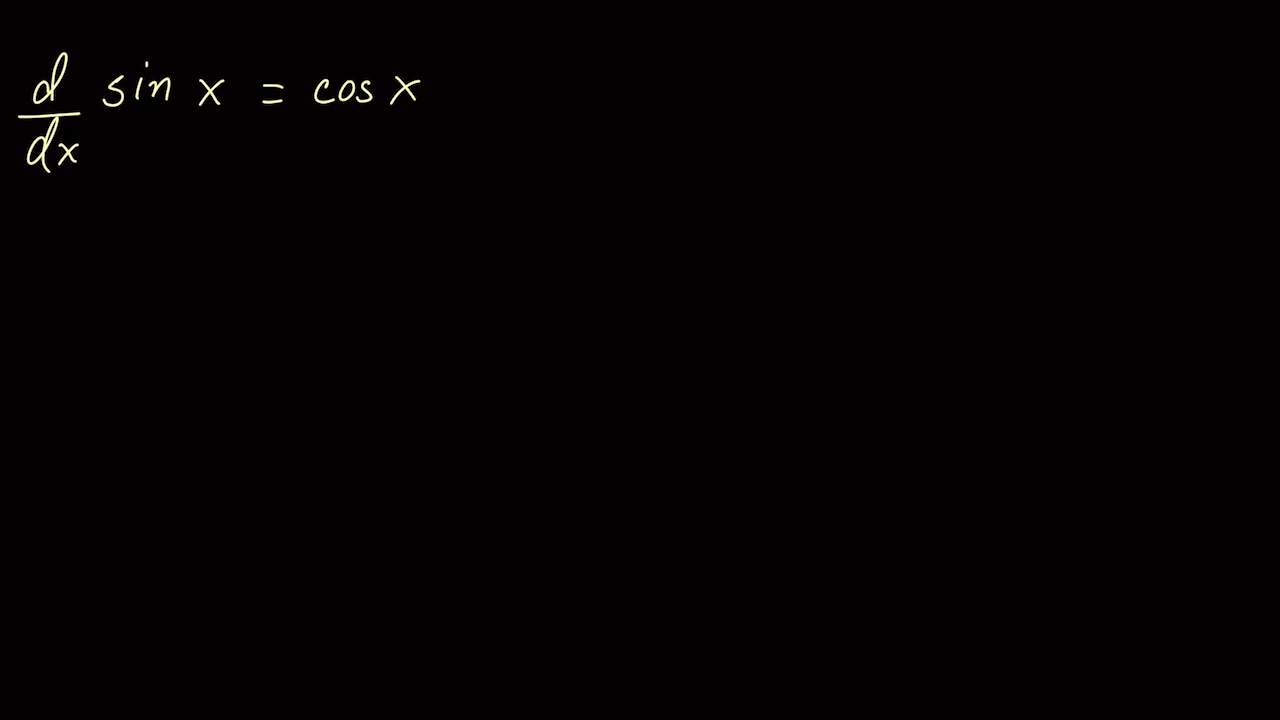 d/dx sin x = cos x